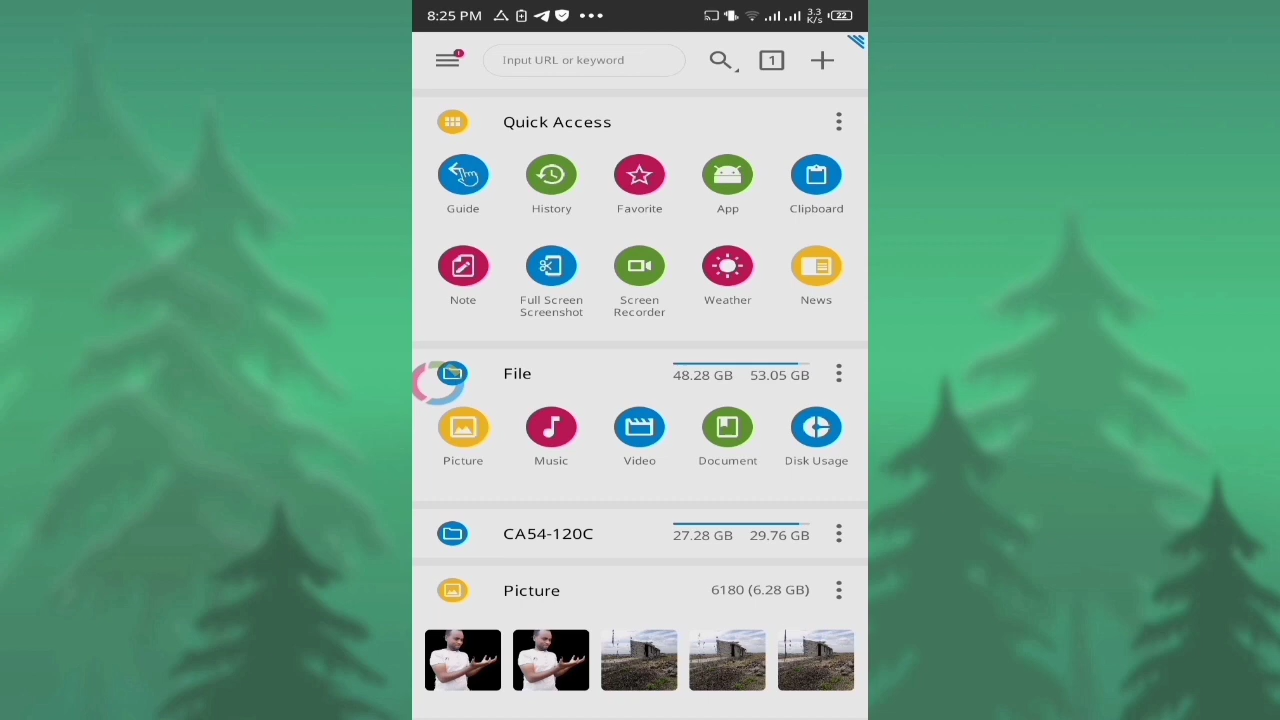 8:25 PM
3.3 K/s
22
Input URL or keyword
1
Quick Access
Guide
History
Favorite
App
Clipboard
Note
Full Screen Screenshot
Screen Recorder
Weather
News
File
48.28 GB
53.05 GB
Picture
Music
Video
Document
Disk Usage
CA54-120C
27.28 GB
29.76 GB
Picture
6180 (6.28 GB)